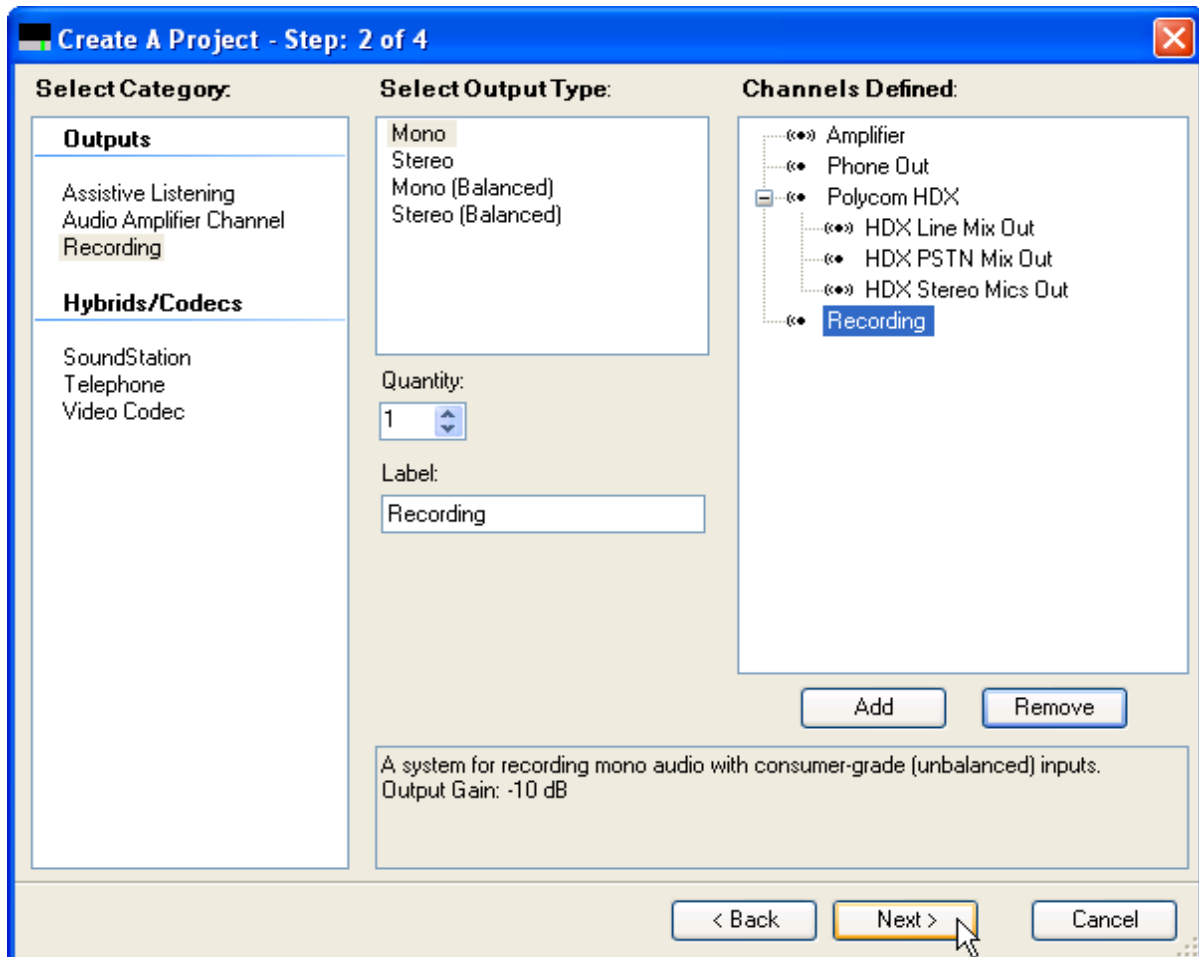 Create A Project - Step: 2 of 4
Select Category:
Outputs
Assistive Listening
Audio Amplifier Channel
Recording
Hybrids/Codecs
SoundStation
Telephone
Video Codec
Select Output Type:
Mono
Stereo
Mono (Balanced)
Stereo (Balanced)
Quantity:
1
Label:
Recording
Channels Defined:
Amplifier
Phone Out
Polycom HDX
HDX Line Mix Out
HDX PSTN Mix Out
HDX Stereo Mics Out
Recording
Add
Remove
A system for recording mono audio with consumer-grade (unbalanced) inputs.
Output Gain: -10 dB
< Back
Next >
Cancel